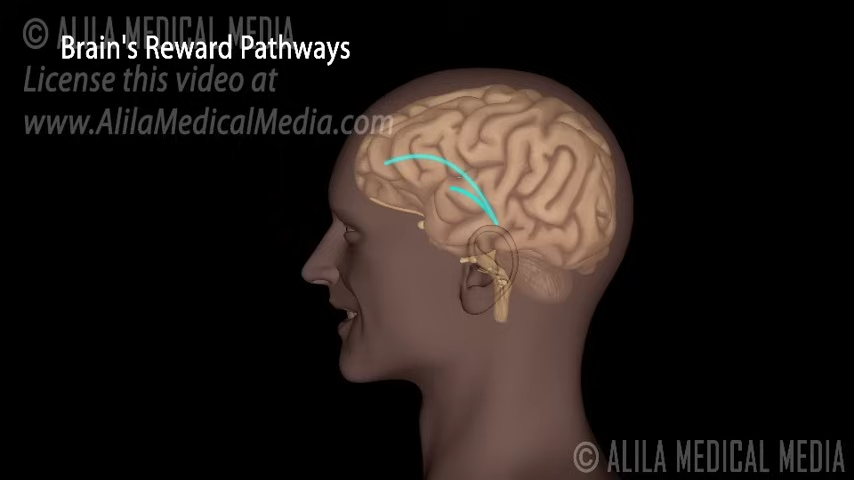 © ALILA MEDICAL MEDIA
Brain's Reward Pathways
License this video at
www.AlilaMedicalMedia.com
© ALILA MEDICAL MEDIA